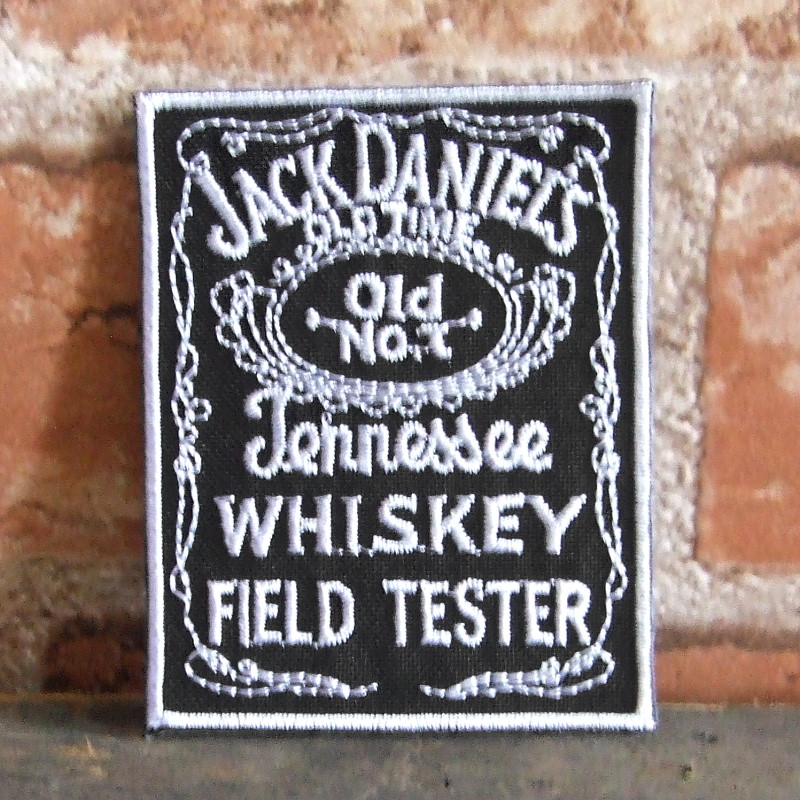 JACK DANIEL'S
OLD TIME
Old
NO.7
Tennessee
WHISKEY
FIELD TESTER